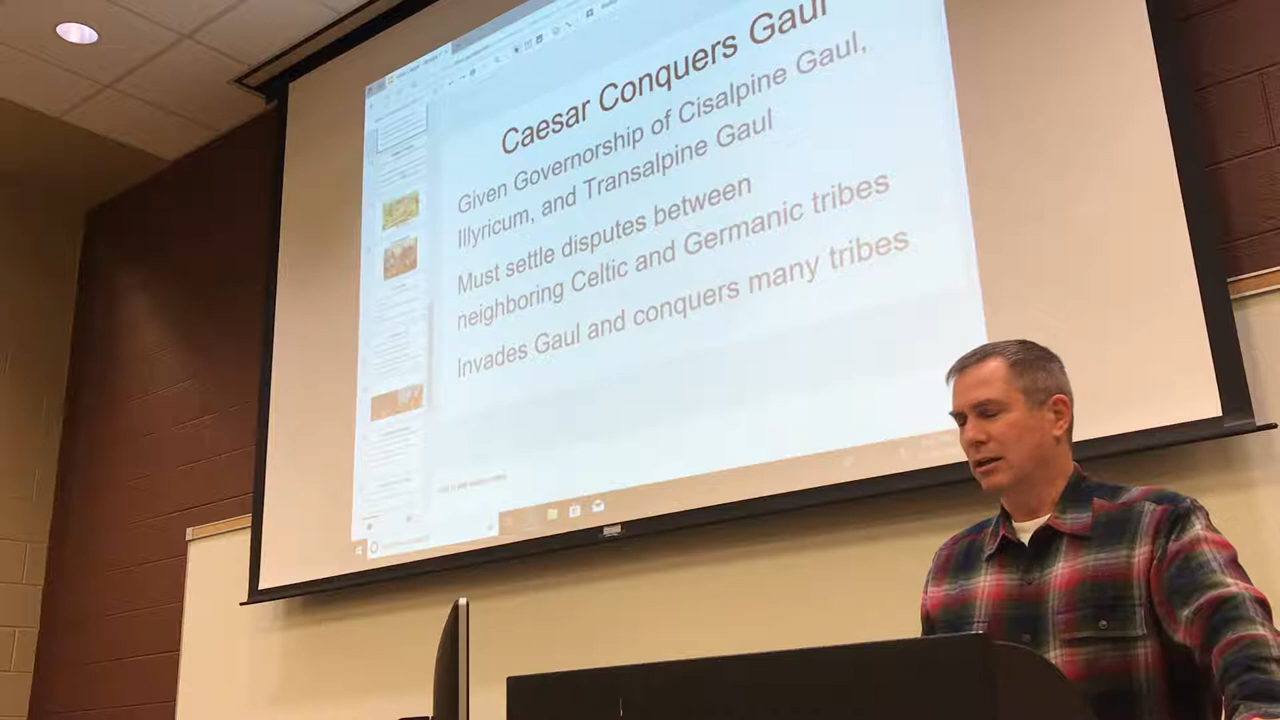 Caesar Conquers Gaul
Given Governorship of Cisalpine Gaul,
Illyricum, and Transalpine Gaul
Must settle disputes between
neighboring Celtic and Germanic tribes
Invades Gaul and conquers many tribes